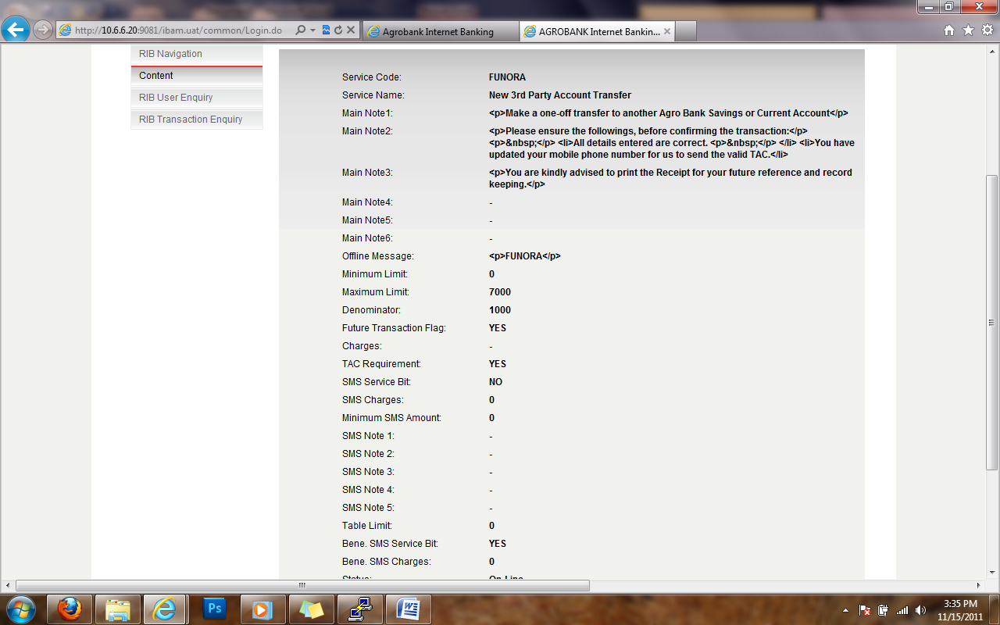 http://10.6.6.20:9081/ibam.uat/common/Login.do
Agrobank Internet Banking
AGROBANK Internet Bankin...
RIB Navigation
Content
RIB User Enquiry
RIB Transaction Enquiry
Service Code: FUNORA
Service Name: New 3rd Party Account Transfer
Main Note1: <p>Make a one-off transfer to another Agro Bank Savings or Current Account</p>
Main Note2: <p>Please ensure the followings, before confirming the transaction:</p>
<p>&nbsp;</p> <li>All details entered are correct. <p>&nbsp;</p> </li> <li>You have
updated your mobile phone number for us to send the valid TAC.</li>
Main Note3: <p>You are kindly advised to print the Receipt for your future reference and record
keeping.</p>
Main Note4: -
Main Note5: -
Main Note6: -
Offline Message: <p>FUNORA</p>
Minimum Limit: 0
Maximum Limit: 7000
Denominator: 1000
Future Transaction Flag: YES
Charges: -
TAC Requirement: YES
SMS Service Bit: NO
SMS Charges: 0
Minimum SMS Amount: 0
SMS Note 1: -
SMS Note 2: -
SMS Note 3: -
SMS Note 4: -
SMS Note 5: -
Table Limit: 0
Bene. SMS Service Bit: YES
Bene. SMS Charges: 0
Status: On-Line
Ps
3:35 PM
11/15/2011